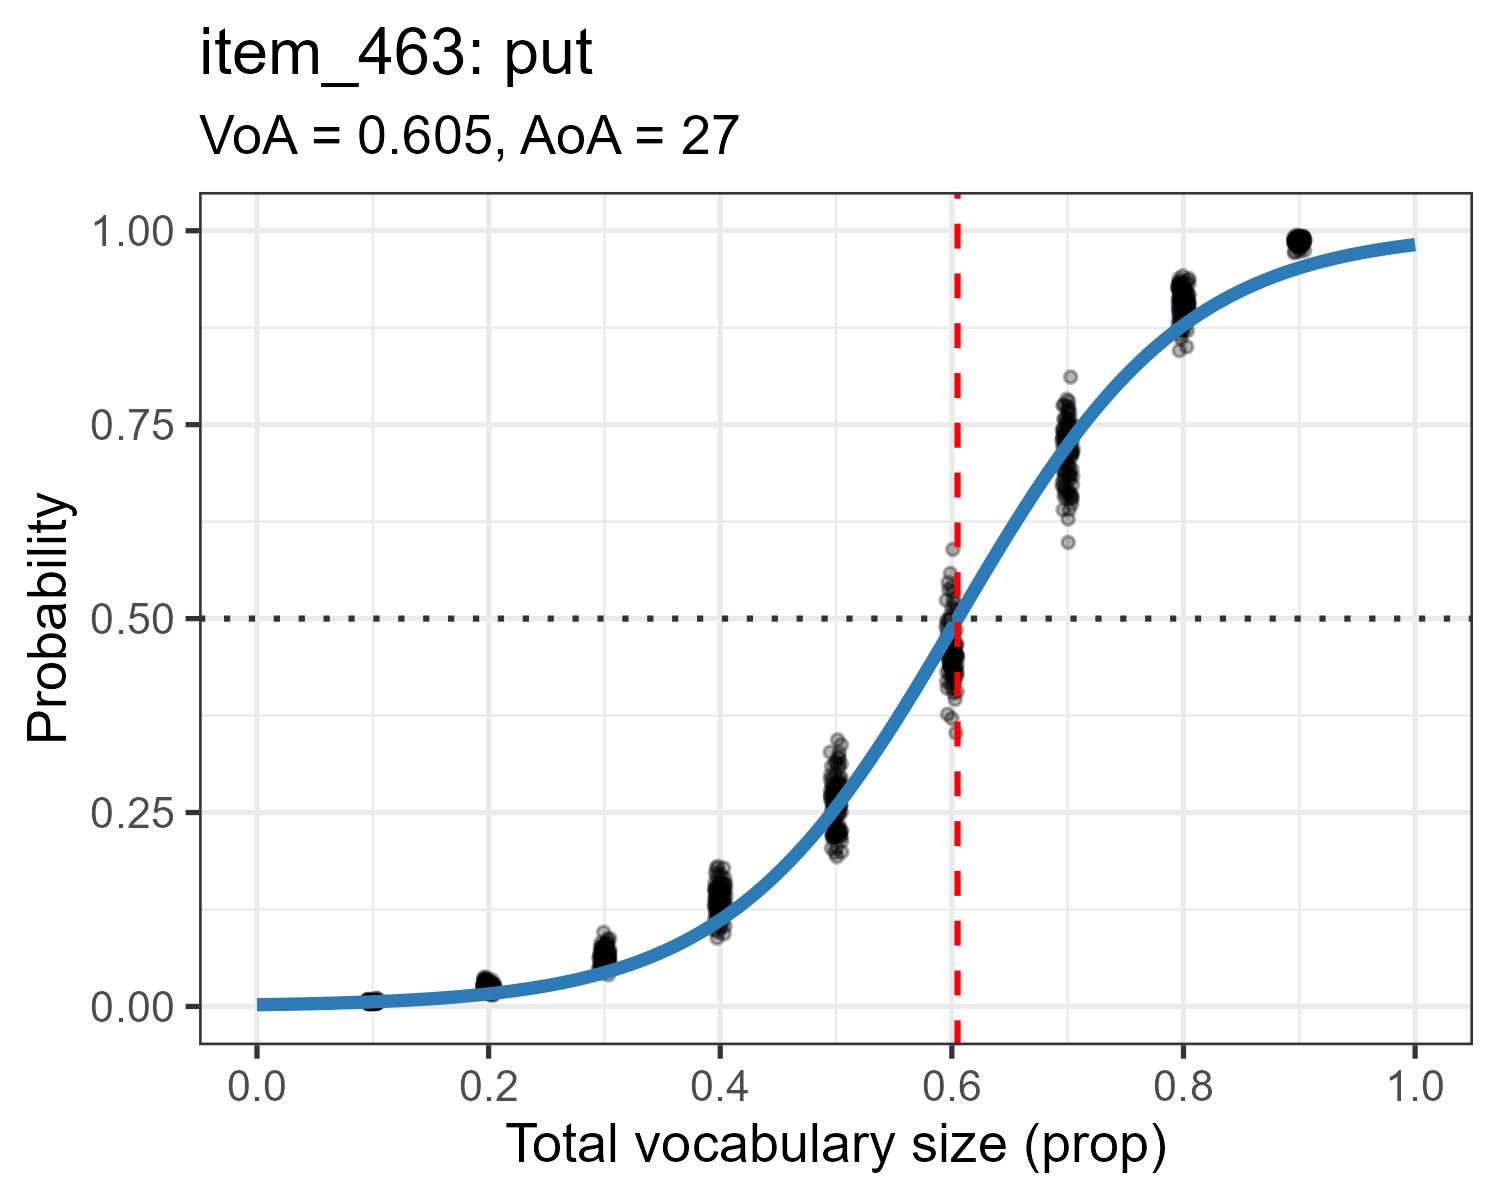 item_463: put
VoA = 0.605, AoA = 27
1.00
0.75
0.50
0.25
0.00
Probability
0.0 0.2 0.4 0.6 0.8 1.0
Total vocabulary size (prop)